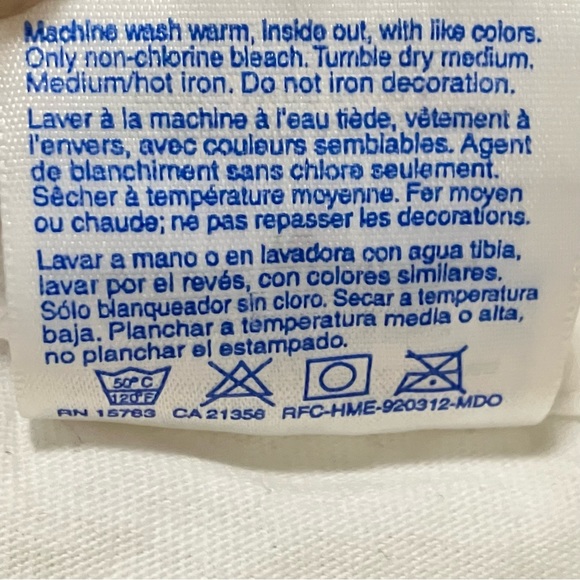 Machine wash warm, inside out, with like colors.
Only non-chlorine bleach. Tumble dry medium.
Medium/hot iron. Do not iron decoration.
Laver à la machine à l'eau tiède, vêtement à
l'envers, avec couleurs semblables. Agent
de blanchiment sans chlore seulement.
Sécher à température moyenne. Fer moyen
ou chaude; ne pas repasser les decorations.
Lavar a mano o en lavadora con agua tibia,
lavar por el revés, con colores similares.
Sólo blanqueador sin cloro. Secar a temperatura
baja. Planchar a temperatura media o alta,
no planchar el estampado.
50°C
120°F
RN 15763 CA 21356 RFC-HME-920312-MDO